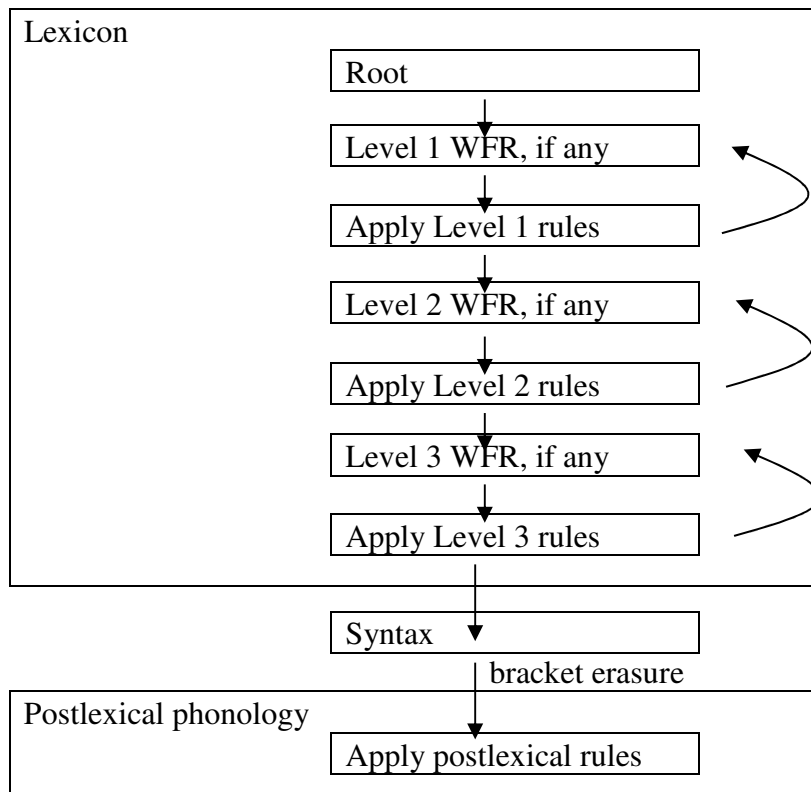 Lexicon
Root
Level 1 WFR, if any
Apply Level 1 rules
Level 2 WFR, if any
Apply Level 2 rules
Level 3 WFR, if any
Apply Level 3 rules
Syntax
bracket erasure
Postlexical phonology
Apply postlexical rules